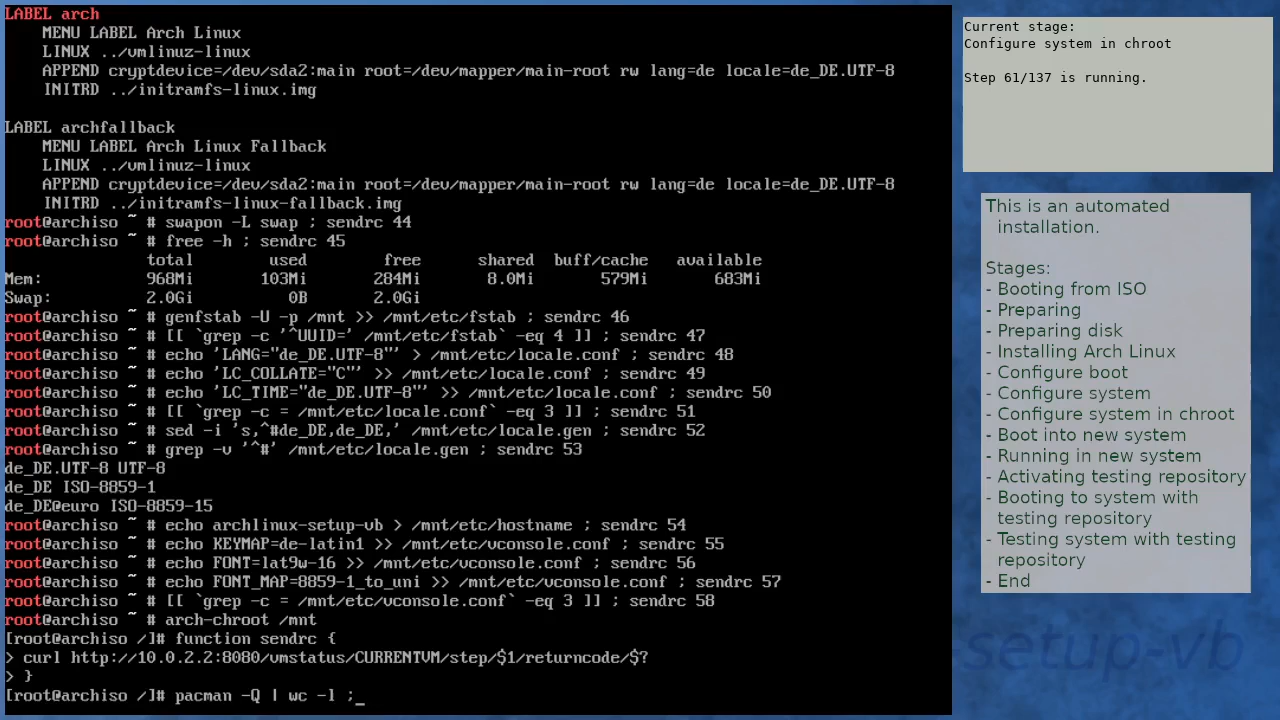 LABEL arch
    MENU LABEL Arch Linux
    LINUX ../vmlinuz-linux
    APPEND cryptdevice=/dev/sda2:main root=/dev/mapper/main-root rw lang=de locale=de_DE.UTF-8
    INITRD ../initramfs-linux.img
LABEL archfallback
    MENU LABEL Arch Linux Fallback
    LINUX ../vmlinuz-linux
    APPEND cryptdevice=/dev/sda2:main root=/dev/mapper/main-root rw lang=de locale=de_DE.UTF-8
    INITRD ../initramfs-linux-fallback.img
root@archiso ~ # swapon -L swap ; sendrc 44
root@archiso ~ # free -h ; sendrc 45
               total        used        free      shared  buff/cache   available
Mem:           968Mi       103Mi       284Mi       8.0Mi       579Mi       683Mi
Swap:          2.0Gi          0B       2.0Gi
root@archiso ~ # genfstab -U -p /mnt >> /mnt/etc/fstab ; sendrc 46
root@archiso ~ # [[ `grep -c '^UUID=' /mnt/etc/fstab` -eq 4 ]] ; sendrc 47
root@archiso ~ # echo 'LANG="de_DE.UTF-8"' > /mnt/etc/locale.conf ; sendrc 48
root@archiso ~ # echo 'LC_COLLATE="C"' >> /mnt/etc/locale.conf ; sendrc 49
root@archiso ~ # echo 'LC_TIME="de_DE.UTF-8"' >> /mnt/etc/locale.conf ; sendrc 50
root@archiso ~ # [[ `grep -c = /mnt/etc/locale.conf` -eq 3 ]] ; sendrc 51
root@archiso ~ # sed -i 's,^#de_DE,de_DE,' /mnt/etc/locale.gen ; sendrc 52
root@archiso ~ # grep -v '^#' /mnt/etc/locale.gen ; sendrc 53
de_DE.UTF-8 UTF-8
de_DE ISO-8859-1
de_DE@euro ISO-8859-15
root@archiso ~ # echo archlinux-setup-vb > /mnt/etc/hostname ; sendrc 54
root@archiso ~ # echo KEYMAP=de-latin1 >> /mnt/etc/vconsole.conf ; sendrc 55
root@archiso ~ # echo FONT=lat9w-16 >> /mnt/etc/vconsole.conf ; sendrc 56
root@archiso ~ # echo FONT_MAP=8859-1_to_uni >> /mnt/etc/vconsole.conf ; sendrc 57
root@archiso ~ # [[ `grep -c = /mnt/etc/vconsole.conf` -eq 3 ]] ; sendrc 58
root@archiso ~ # arch-chroot /mnt
[root@archiso /]# function sendrc {
> curl http://10.0.2.2:8080/vmstatus/CURRENTVM/step/$1/returncode/$?
> }
[root@archiso /]# pacman -Q | wc -l ;_
Current stage:
Configure system in chroot
Step 61/137 is running.
This is an automated
installation.
Stages:
- Booting from ISO
- Preparing
- Preparing disk
- Installing Arch Linux
- Configure boot
- Configure system
- Configure system in chroot
- Boot into new system
- Running in new system
- Activating testing repository
- Booting to system with
testing repository
- Testing system with testing
repository
- End
setup-vb